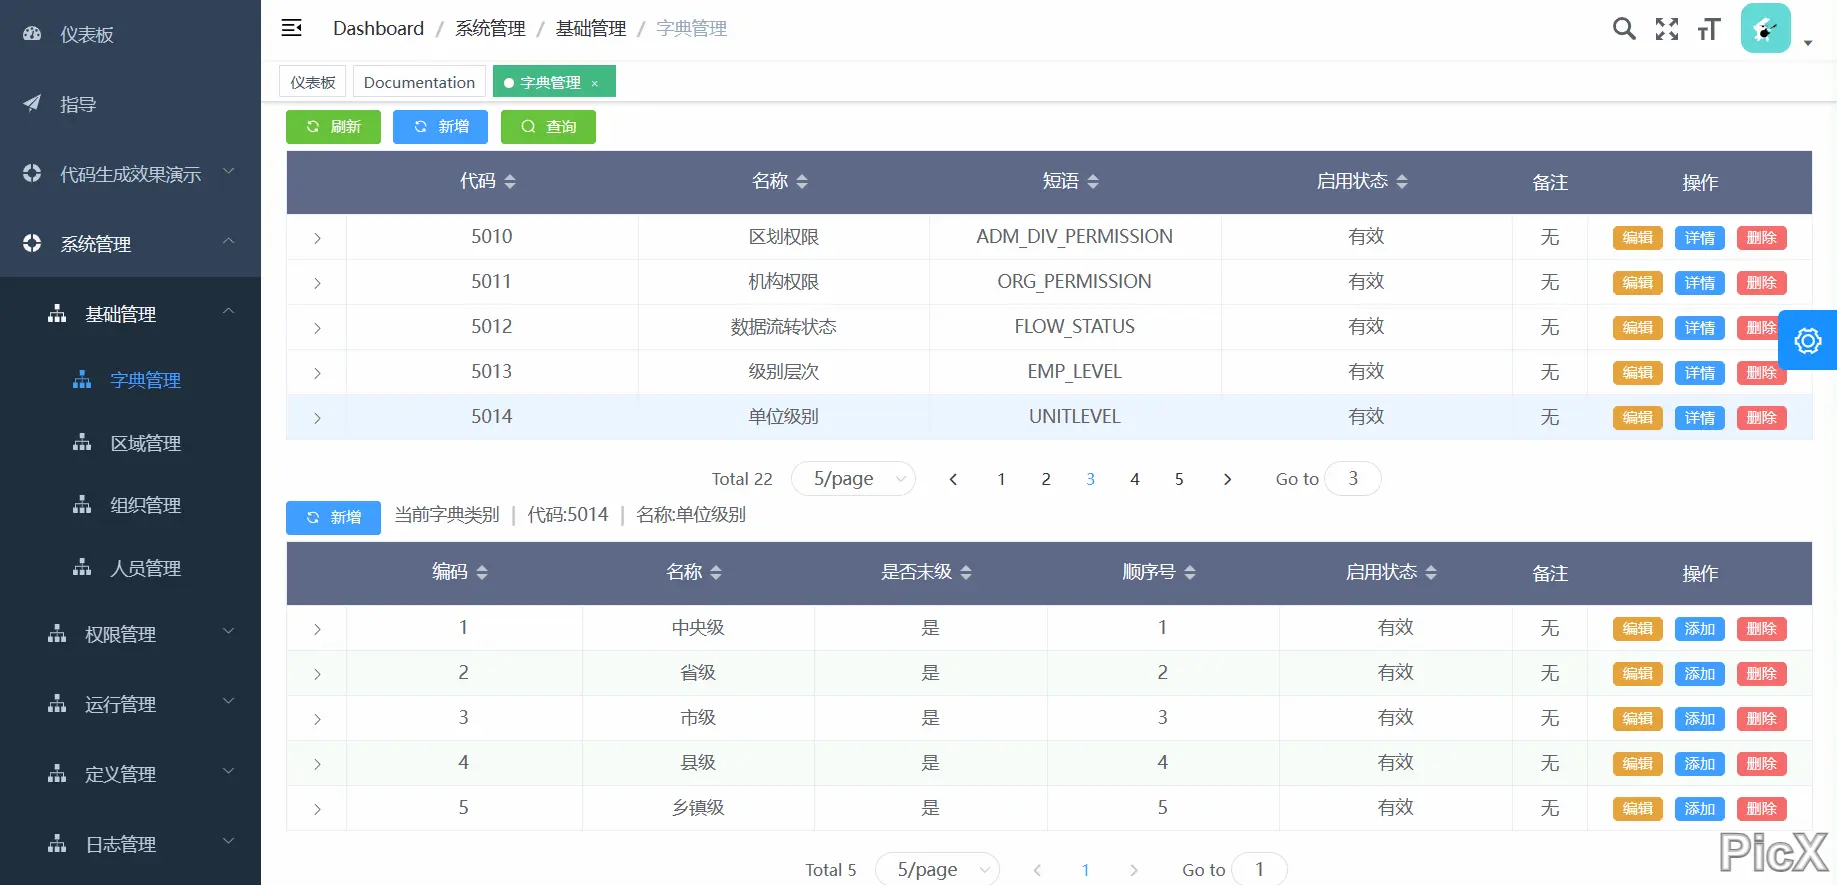 仪表板
指导
代码生成效果演示
系统管理
基础管理
字典管理
区域管理
组织管理
人员管理
权限管理
运行管理
定义管理
日志管理
Dashboard / 系统管理 / 基础管理 / 字典管理
仪表板 Documentation 字典管理 ×
刷新 新增 查询
代码 名称 短语 启用状态 备注 操作
5010 区划权限 ADM_DIV_PERMISSION 有效 无 编辑 详情 删除
5011 机构权限 ORG_PERMISSION 有效 无 编辑 详情 删除
5012 数据流转状态 FLOW_STATUS 有效 无 编辑 详情 删除
5013 级别层次 EMP_LEVEL 有效 无 编辑 详情 删除
5014 单位级别 UNITLEVEL 有效 无 编辑 详情 删除
Total 22 5/page 1 2 3 4 5 Go to 3
新增 当前字典类别 | 代码:5014 | 名称:单位级别
编码 名称 是否末级 顺序号 启用状态 备注 操作
1 中央级 是 1 有效 无 编辑 添加 删除
2 省级 是 2 有效 无 编辑 添加 删除
3 市级 是 3 有效 无 编辑 添加 删除
4 县级 是 4 有效 无 编辑 添加 删除
5 乡镇级 是 5 有效 无 编辑 添加 删除
Total 5 5/page 1 Go to 1
PicX